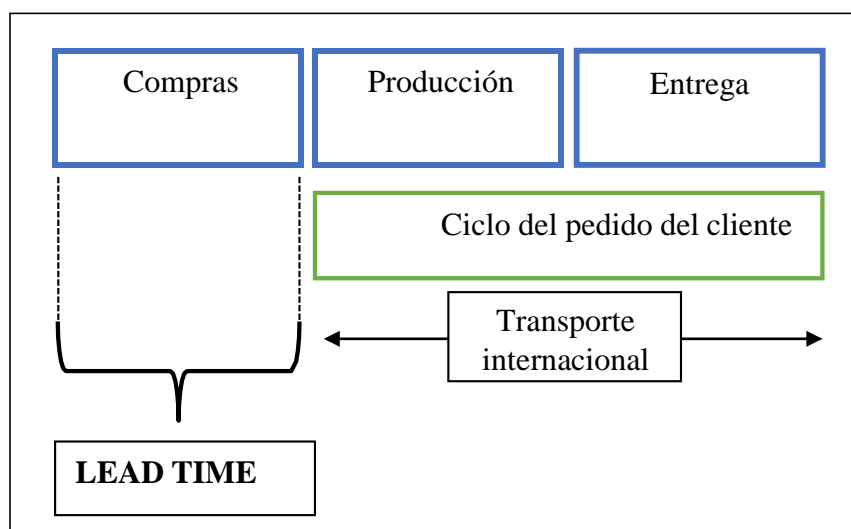 Compras
Producción
Entrega
Ciclo del pedido del cliente
Transporte
internacional
LEAD TIME